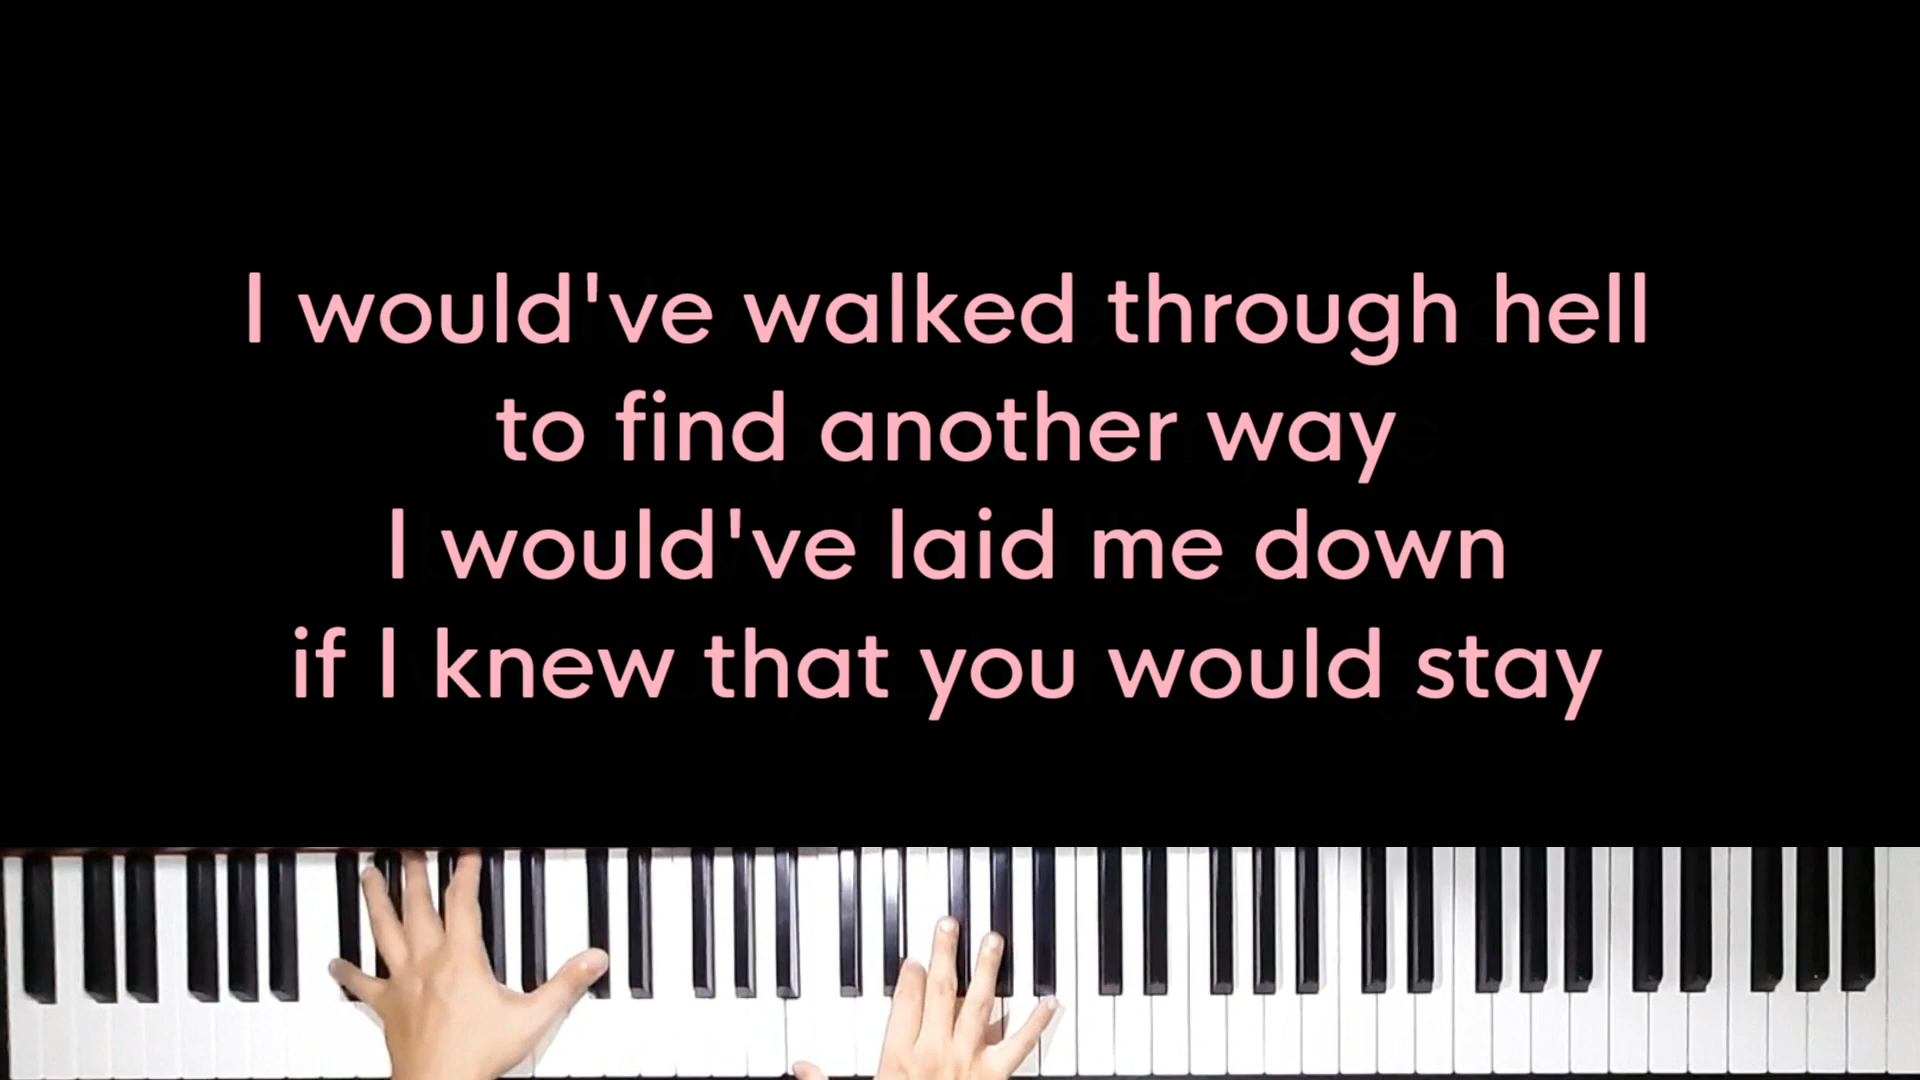 I would've walked through hell
to find another way
I would've laid me down
if I knew that you would stay